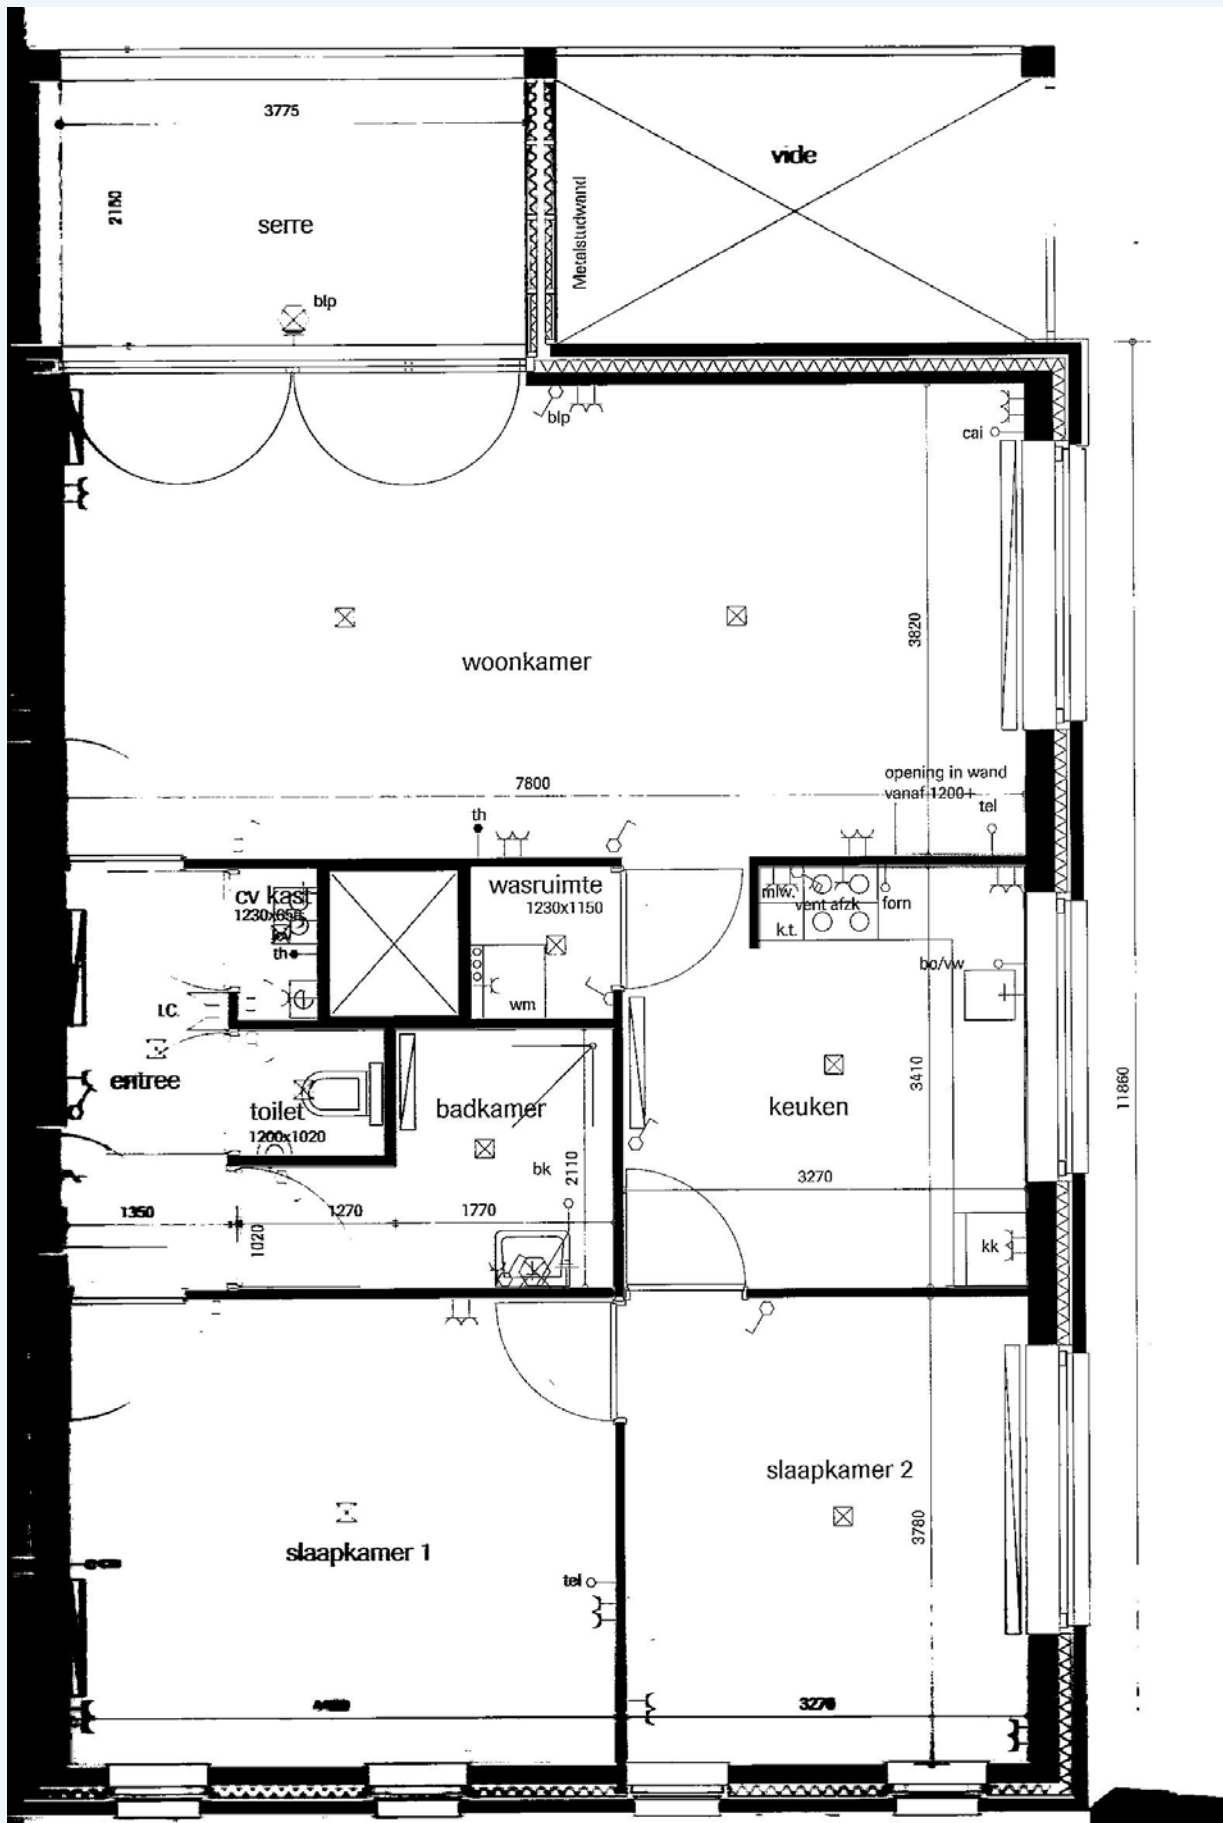 3775
vide
2150
Metalstudwand
serre
blp
blp
cai
3820
woonkamer
opening in wand
vanaf 1200+
7800
tel
th
cv kast
wasruimte
1230x1150
m/w.
vent afzk
forn
k.t.
th
bo/vw
wm
entree
toilet
1200x1020
badkamer
keuken
3410
11860
bk
2110
3270
1350
1270
1770
1020
kk
slaapkamer 2
3780
slaapkamer 1
tel
3270